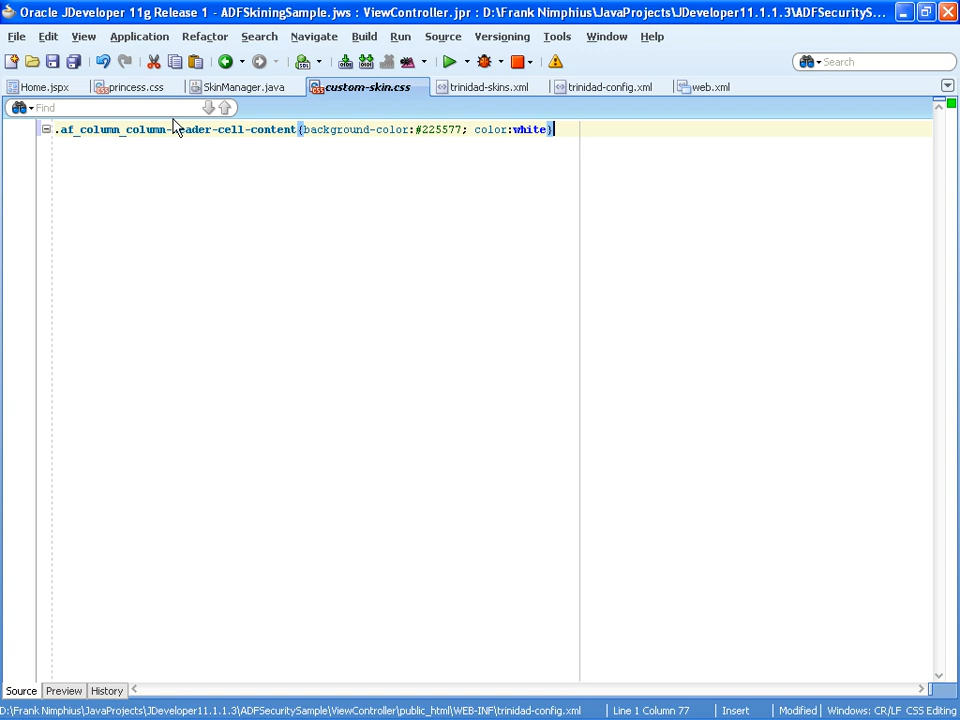 Oracle JDeveloper 11g Release 1 - ADFSkiningSample.jws : ViewController.jpr : D:\Frank Nimphius\JavaProjects\JDeveloper11.1.1.3\ADFSecurityS...
File Edit View Application Refactor Search Navigate Build Run Source Versioning Tools Window Help
Search
Home.jspx princess.css SkinManager.java custom-skin.css trinidad-skins.xml trinidad-config.xml web.xml
Find
.af_column_column-header-cell-content{background-color:#225577; color:white}
Source Preview History
D:\Frank Nimphius\JavaProjects\JDeveloper11.1.1.3\ADFSecuritySample\ViewController\public_html\WEB-INF\trinidad-config.xml Line 1 Column 77 Insert Modified Windows: CR/LF CSS Editing